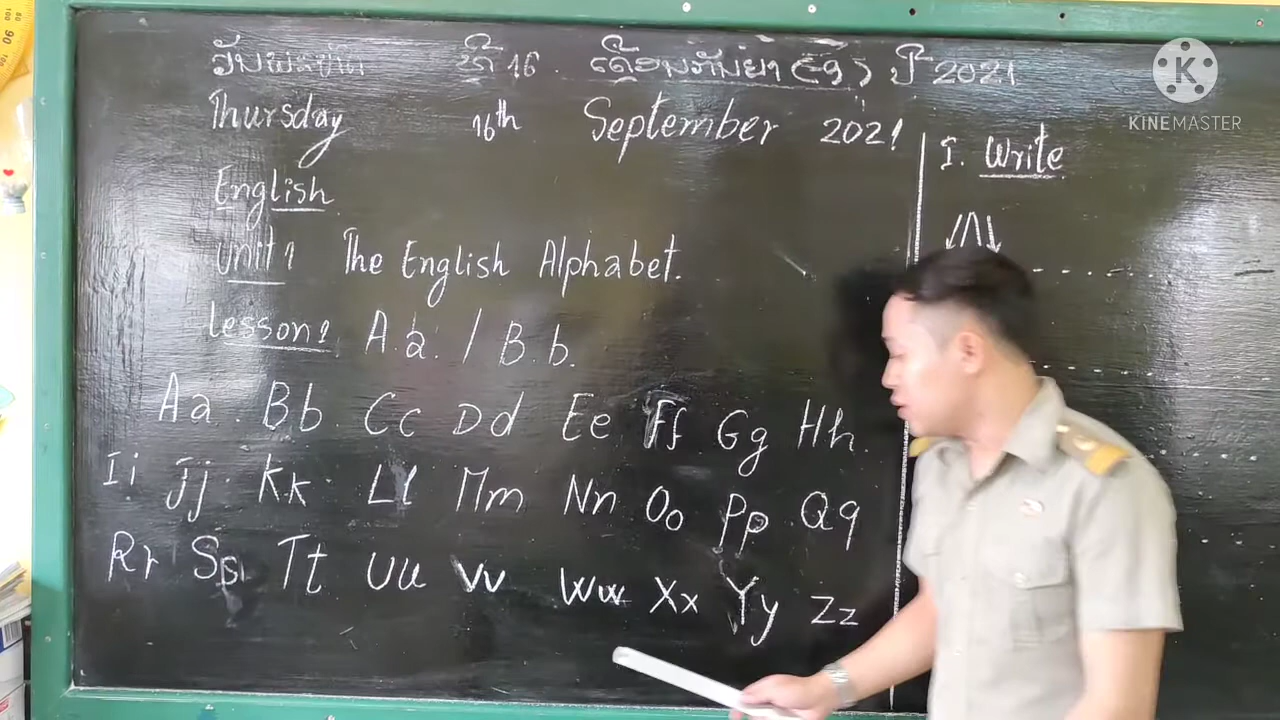 ວັນພະຫັດ ທີ 16 ເດືອນກັນຍາ (9) ປີ 2021
Thursday 16th September 2021
English
Unit 1 The English Alphabet.
Lesson 1 A.a. / B.b.
Aa Bb Cc Dd Ee Ff Gg Hh.
Ii Jj Kk Ll Mm Nn Oo Pp Qq
Rr Ss Tt Uu Vv Ww Xx Yy Zz
I. Write
K
KINEMASTER